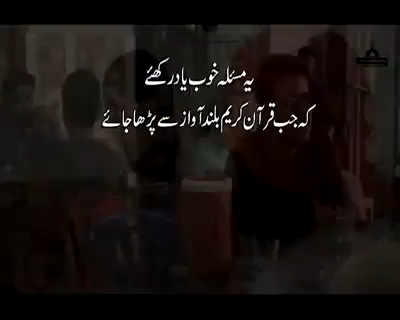 یہ مسئلہ خوب یاد رکھئے
کہ جب قرآن کریم بلند آواز سے پڑھا جائے